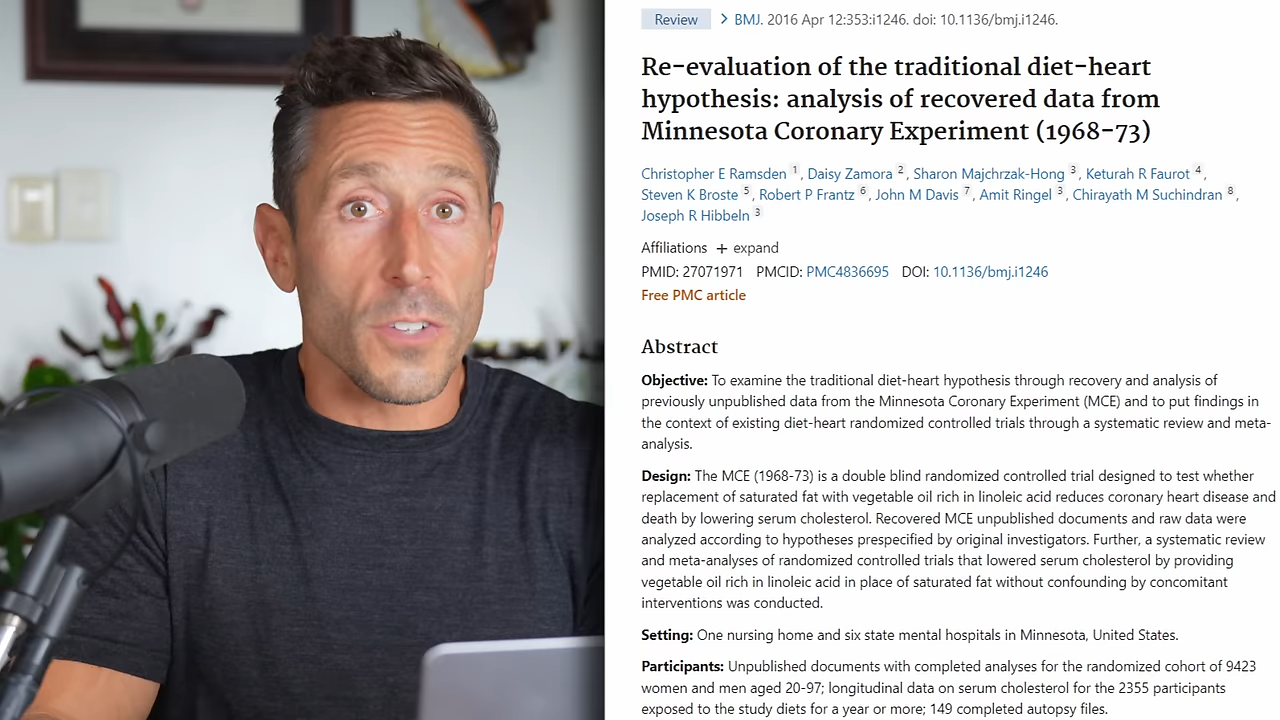 Review > BMJ. 2016 Apr 12:353:i1246. doi: 10.1136/bmj.i1246.
Re-evaluation of the traditional diet-heart
hypothesis: analysis of recovered data from
Minnesota Coronary Experiment (1968-73)
Christopher E Ramsden 1, Daisy Zamora 2, Sharon Majchrzak-Hong 3, Keturah R Faurot 4,
Steven K Broste 5, Robert P Frantz 6, John M Davis 7, Amit Ringel 3, Chirayath M Suchindran 8,
Joseph R Hibbeln 3
Affiliations + expand
PMID: 27071971 PMCID: PMC4836695 DOI: 10.1136/bmj.i1246
Free PMC article
Abstract
Objective: To examine the traditional diet-heart hypothesis through recovery and analysis of
previously unpublished data from the Minnesota Coronary Experiment (MCE) and to put findings in
the context of existing diet-heart randomized controlled trials through a systematic review and meta-
analysis.
Design: The MCE (1968-73) is a double blind randomized controlled trial designed to test whether
replacement of saturated fat with vegetable oil rich in linoleic acid reduces coronary heart disease and
death by lowering serum cholesterol. Recovered MCE unpublished documents and raw data were
analyzed according to hypotheses prespecified by original investigators. Further, a systematic review
and meta-analyses of randomized controlled trials that lowered serum cholesterol by providing
vegetable oil rich in linoleic acid in place of saturated fat without confounding by concomitant
interventions was conducted.
Setting: One nursing home and six state mental hospitals in Minnesota, United States.
Participants: Unpublished documents with completed analyses for the randomized cohort of 9423
women and men aged 20-97; longitudinal data on serum cholesterol for the 2355 participants
exposed to the study diets for a year or more; 149 completed autopsy files.